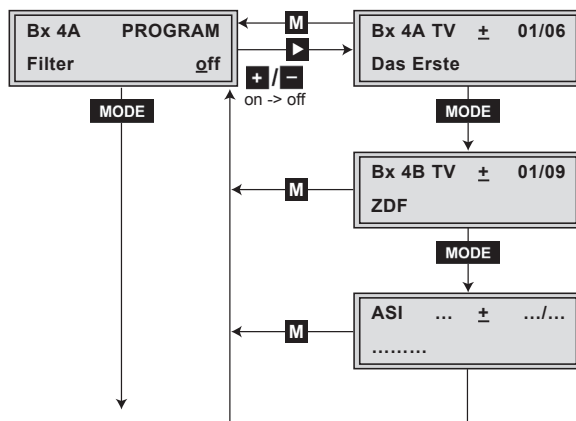 M
Bx 4A PROGRAM
Filter off
Bx 4A TV + 01/06
Das Erste
+/−
on -> off
MODE
MODE
Bx 4B TV + 01/09
ZDF
M
MODE
ASI ... + .../...
.........
M